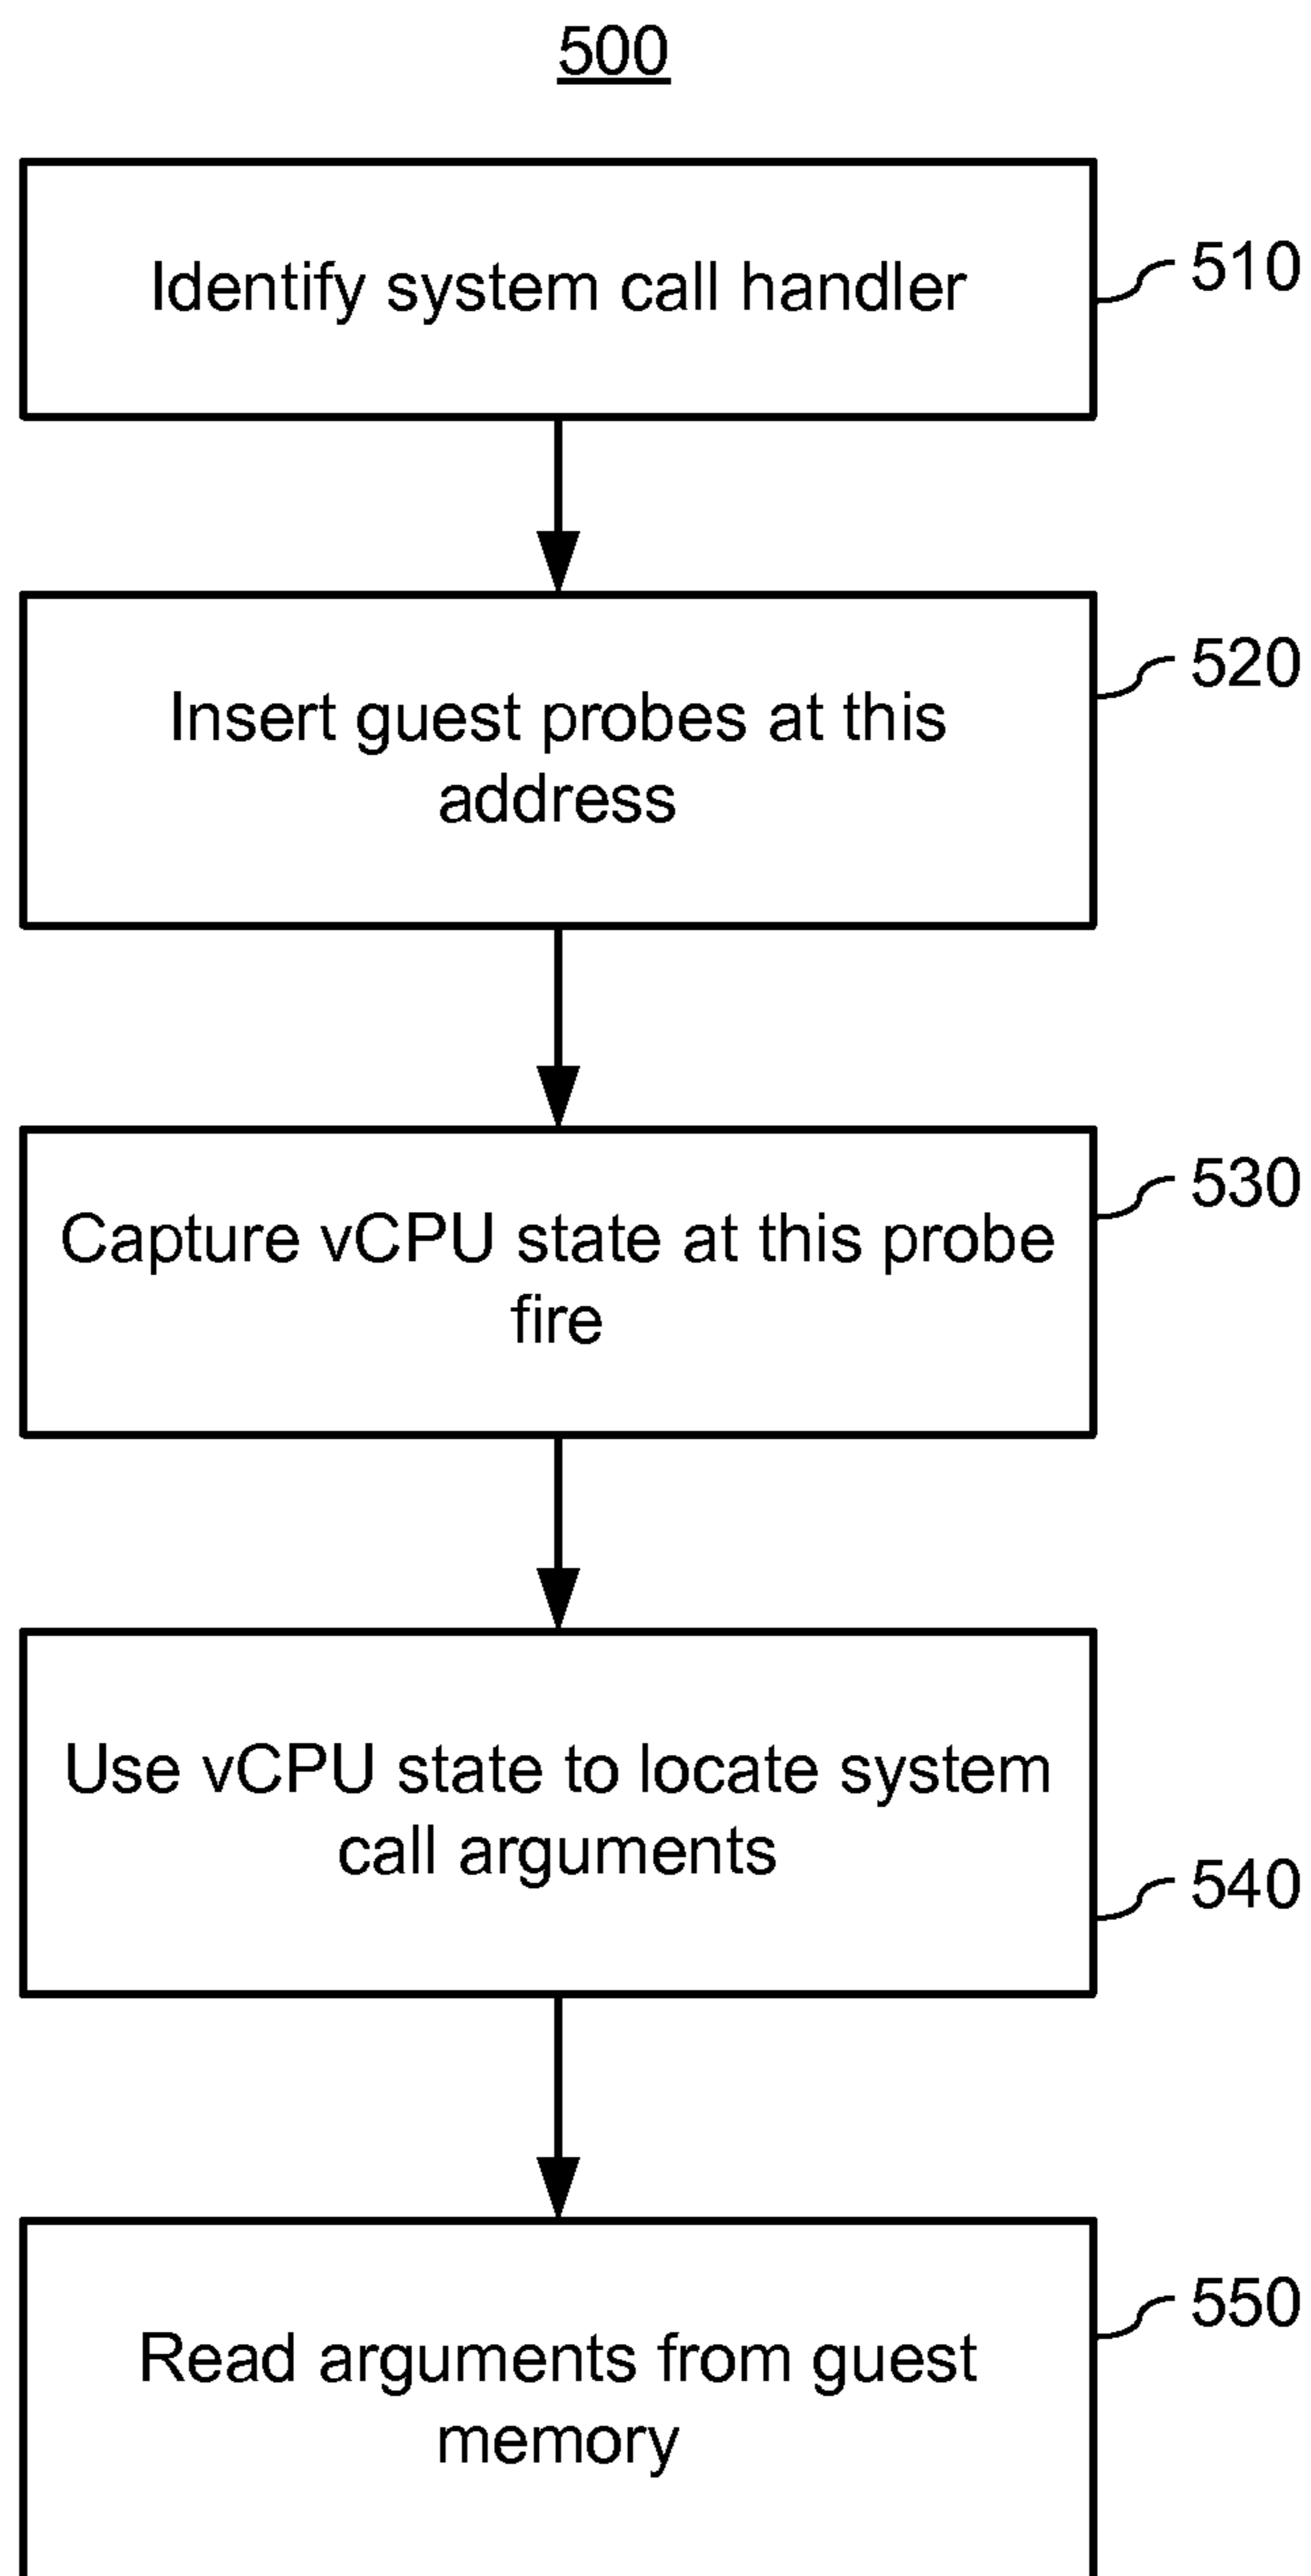 500
Identify system call handler
510
Insert guest probes at this
address
520
Capture vCPU state at this probe
fire
530
Use vCPU state to locate system
call arguments
540
Read arguments from guest
memory
550